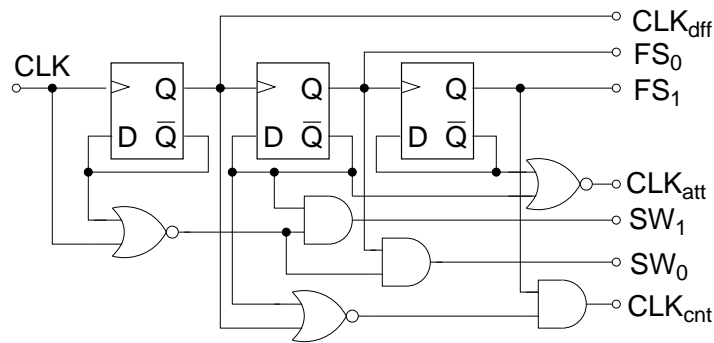 CLK
Q
D Q̅
Q
D Q̅
Q
D Q̅
CLKdff
FS0
FS1
CLKatt
SW1
SW0
CLKcnt